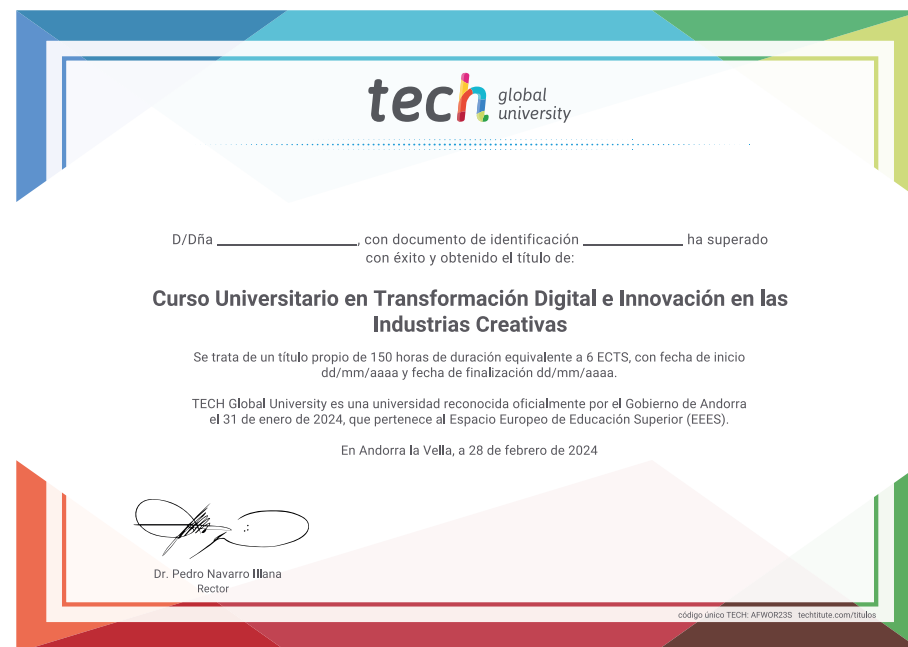 tech global university
D/Dña ____________________, con documento de identificación ______________ ha superado
con éxito y obtenido el título de:
Curso Universitario en Transformación Digital e Innovación en las
Industrias Creativas
Se trata de un título propio de 150 horas de duración equivalente a 6 ECTS, con fecha de inicio
dd/mm/aaaa y fecha de finalización dd/mm/aaaa.
TECH Global University es una universidad reconocida oficialmente por el Gobierno de Andorra
el 31 de enero de 2024, que pertenece al Espacio Europeo de Educación Superior (EEES).
En Andorra la Vella, a 28 de febrero de 2024
Dr. Pedro Navarro Illana
Rector
código único TECH: AFWOR23S techtitute.com/titulos